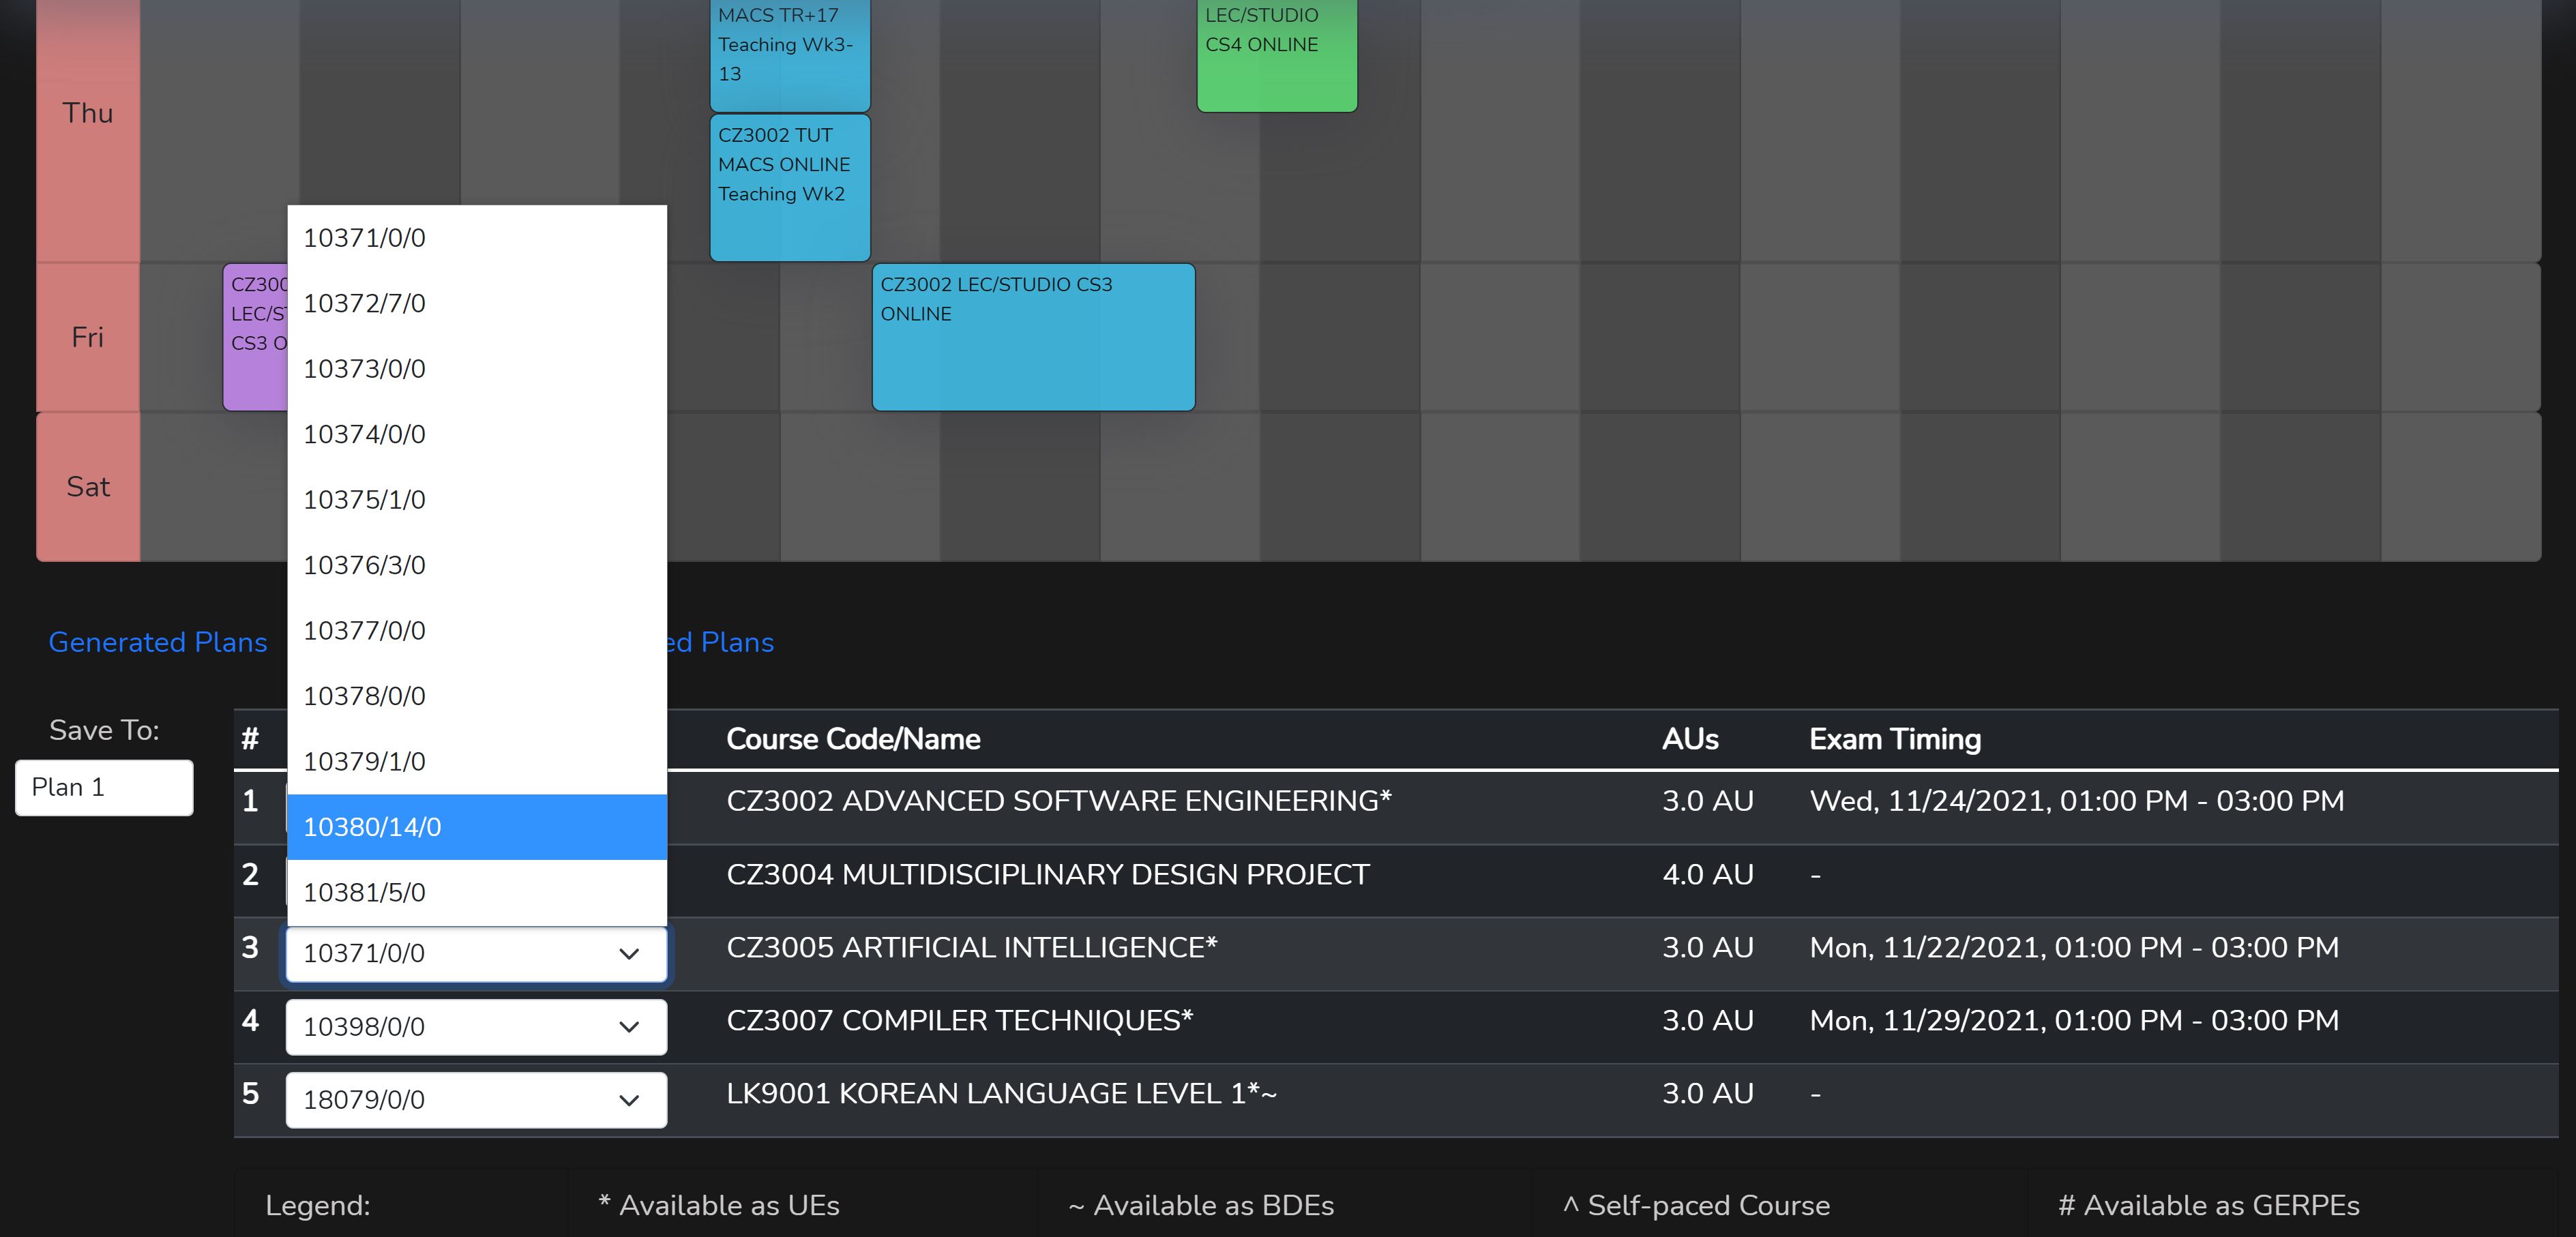 MACS TR+17
Teaching Wk3-
13
LEC/STUDIO
CS4 ONLINE
Thu
CZ3002 TUT
MACS ONLINE
Teaching Wk2
Fri
CS3
CZ3002 LEC/STUDIO CS3
ONLINE
Sat
10371/0/0
10372/7/0
10373/0/0
10374/0/0
10375/1/0
10376/3/0
10377/0/0
10378/0/0
10379/1/0
10380/14/0
10381/5/0
Generated Plans
Plans
Save To:
Plan 1
# Course Code/Name AUs Exam Timing
1 CZ3002 ADVANCED SOFTWARE ENGINEERING* 3.0 AU Wed, 11/24/2021, 01:00 PM - 03:00 PM
2 CZ3004 MULTIDISCIPLINARY DESIGN PROJECT 4.0 AU -
3 10371/0/0 CZ3005 ARTIFICIAL INTELLIGENCE* 3.0 AU Mon, 11/22/2021, 01:00 PM - 03:00 PM
4 10398/0/0 CZ3007 COMPILER TECHNIQUES* 3.0 AU Mon, 11/29/2021, 01:00 PM - 03:00 PM
5 18079/0/0 LK9001 KOREAN LANGUAGE LEVEL 1*~ 3.0 AU -
Legend: * Available as UEs ~ Available as BDEs ^ Self-paced Course # Available as GERPEs